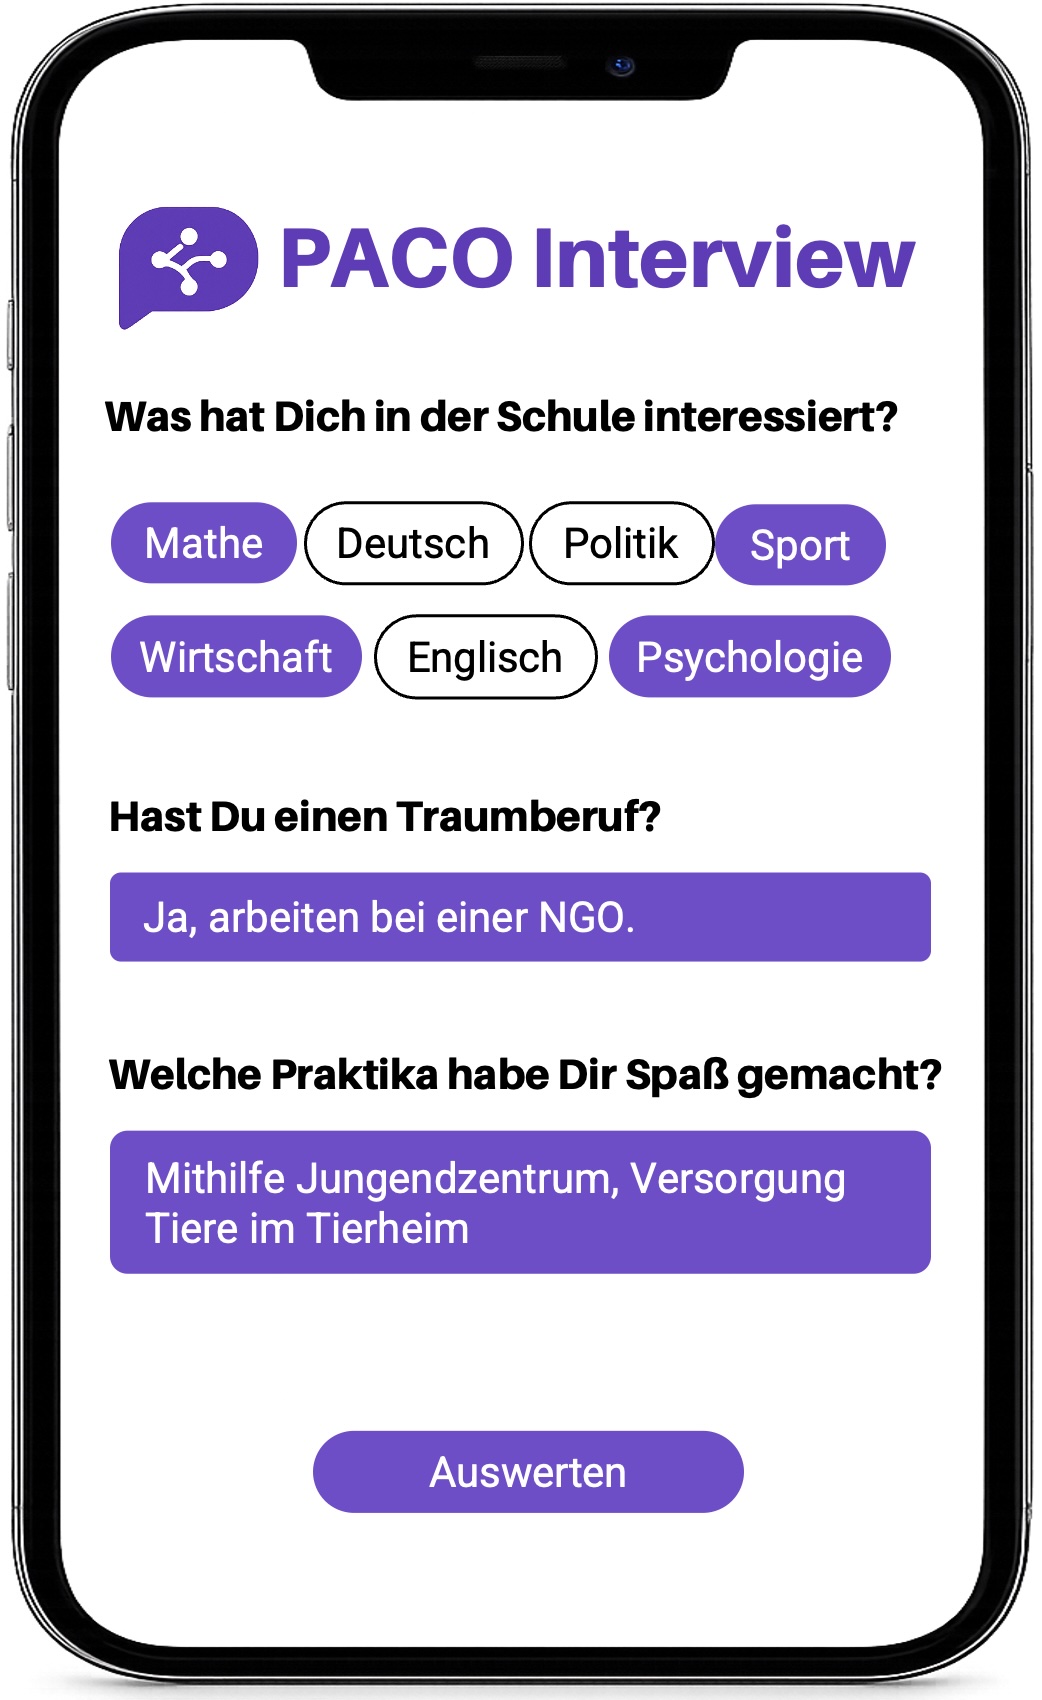 PACO Interview
Was hat Dich in der Schule interessiert?
Mathe Deutsch Politik Sport
Wirtschaft Englisch Psychologie
Hast Du einen Traumberuf?
Ja, arbeiten bei einer NGO.
Welche Praktika habe Dir Spaß gemacht?
Mithilfe Jungendzentrum, Versorgung
Tiere im Tierheim
Auswerten